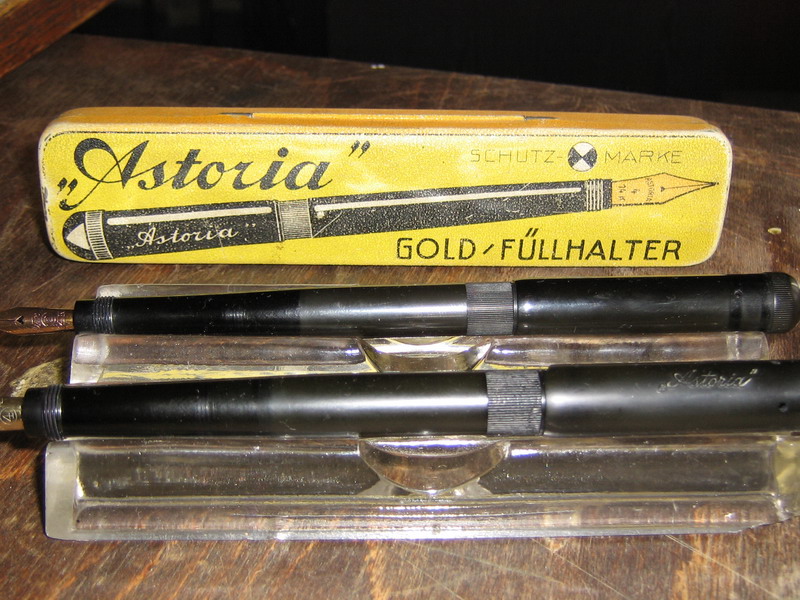 „Astoria”
SCHUTZ- MARKE
„Astoria”
GOLD-FÜLLHALTER
„Astoria”